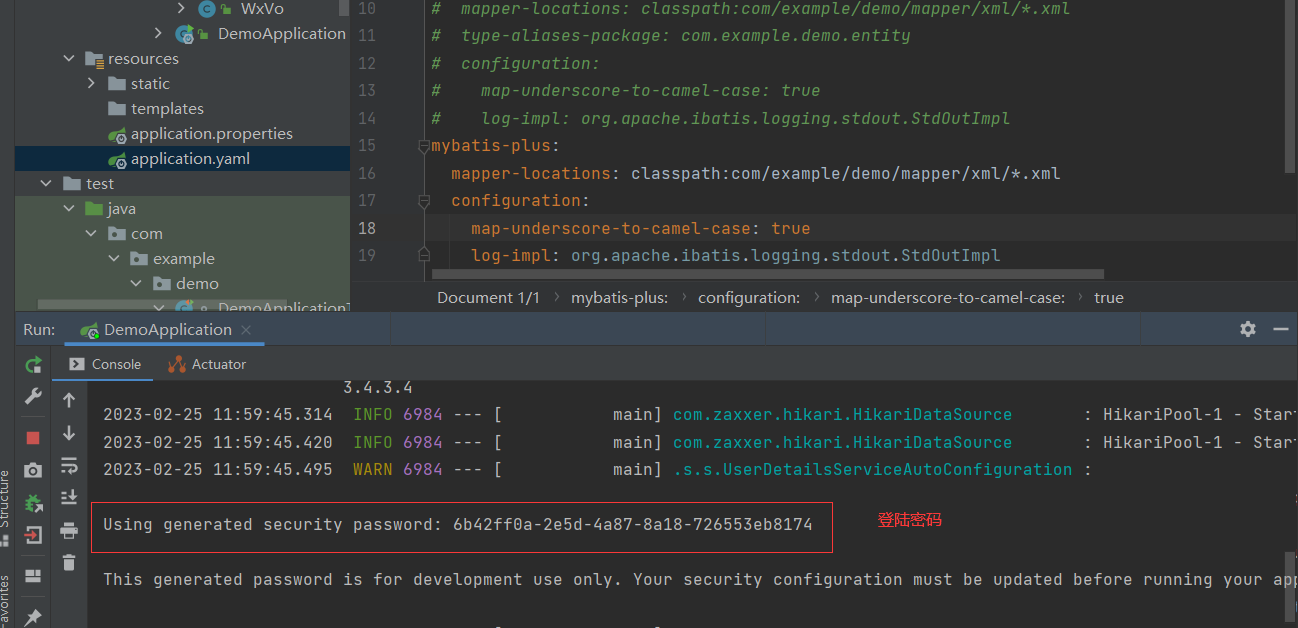 WxVo
DemoApplication
resources
static
templates
application.properties
application.yaml
test
java
com
example
demo
10 # mapper-locations: classpath:com/example/demo/mapper/xml/*.xml
11 # type-aliases-package: com.example.demo.entity
12 # configuration:
13 # map-underscore-to-camel-case: true
14 # log-impl: org.apache.ibatis.logging.stdout.StdOutImpl
15 mybatis-plus:
16 mapper-locations: classpath:com/example/demo/mapper/xml/*.xml
17 configuration:
18 map-underscore-to-camel-case: true
19 log-impl: org.apache.ibatis.logging.stdout.StdOutImpl
Document 1/1 › mybatis-plus: › configuration: › map-underscore-to-camel-case: › true
Run: DemoApplication ×
Console Actuator
3.4.3.4
2023-02-25 11:59:45.314 INFO 6984 --- [ main] com.zaxxer.hikari.HikariDataSource : HikariPool-1 - Star
2023-02-25 11:59:45.420 INFO 6984 --- [ main] com.zaxxer.hikari.HikariDataSource : HikariPool-1 - Star
2023-02-25 11:59:45.495 WARN 6984 --- [ main] .s.s.UserDetailsServiceAutoConfiguration :
Using generated security password: 6b42ff0a-2e5d-4a87-8a18-726553eb8174
登陆密码
This generated password is for development use only. Your security configuration must be updated before running your app
Structure